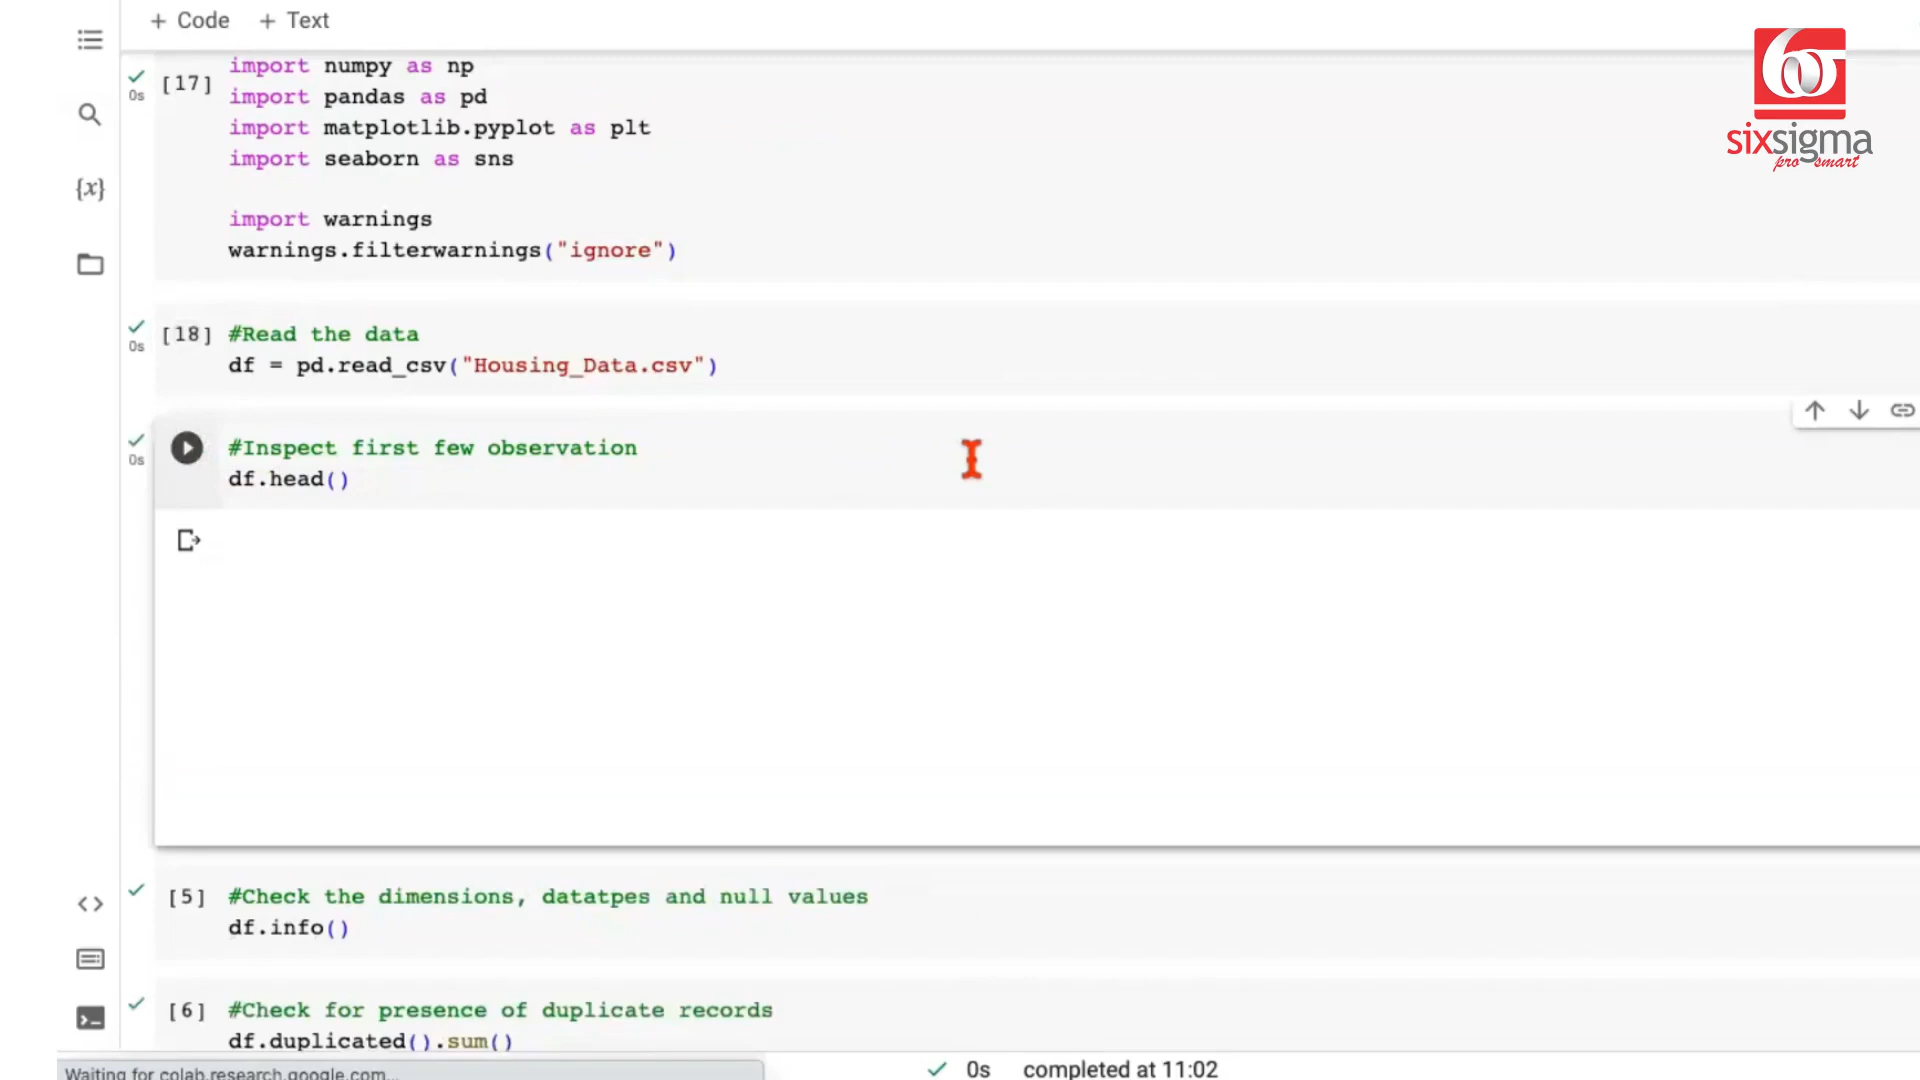 + Code + Text
[17]
0s
import numpy as np
import pandas as pd
import matplotlib.pyplot as plt
import seaborn as sns
import warnings
warnings.filterwarnings("ignore")
sixsigma
pro smart
{x}
[18]
0s
#Read the data
df = pd.read_csv("Housing_Data.csv")
0s
#Inspect first few observation
df.head()
[5] #Check the dimensions, datatpes and null values
df.info()
[6] #Check for presence of duplicate records
df.duplicated().sum()
Waiting for colab.research.google.com...
0s completed at 11:02